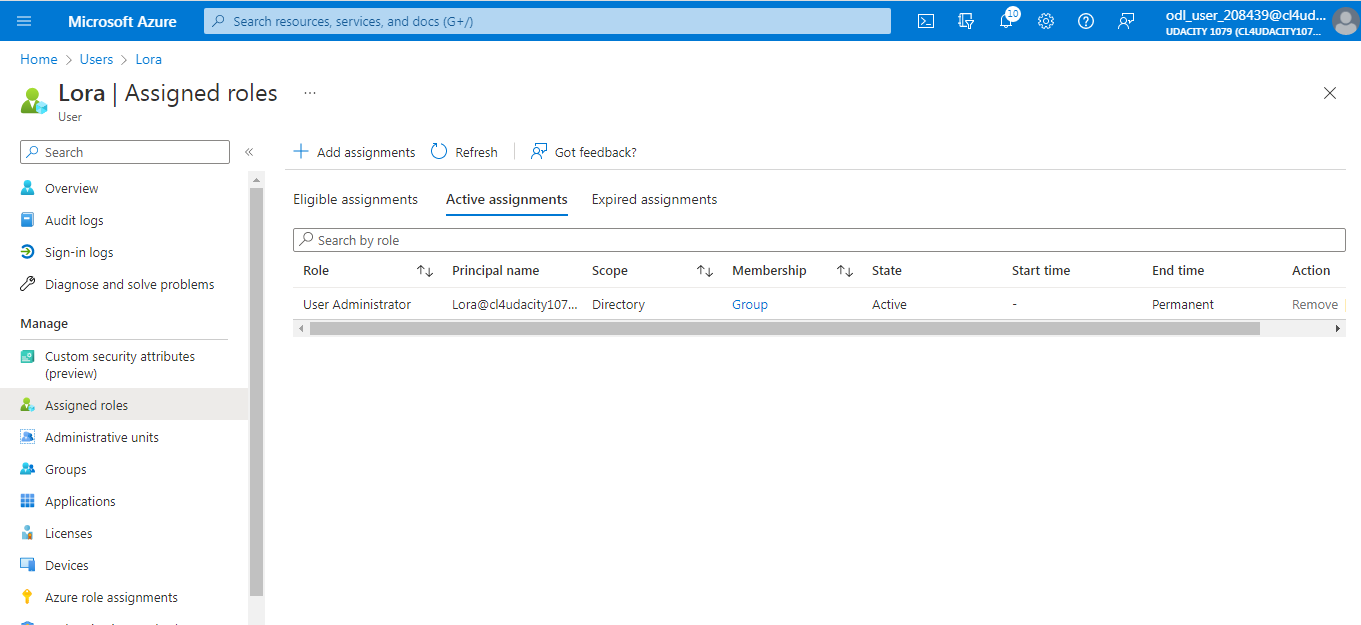 Microsoft Azure
Search resources, services, and docs (G+/)
10
odl_user_208439@cl4ud...
UDACITY 1079 (CL4UDACITY107...
Home > Users > Lora
Lora | Assigned roles ...
User
Search
«
Overview
Audit logs
Sign-in logs
Diagnose and solve problems
Manage
Custom security attributes
(preview)
Assigned roles
Administrative units
Groups
Applications
Licenses
Devices
Azure role assignments
Add assignments Refresh Got feedback?
Eligible assignments Active assignments Expired assignments
Search by role
Role Principal name Scope Membership State Start time End time Action
User Administrator Lora@cl4udacity107... Directory Group Active - Permanent Remove